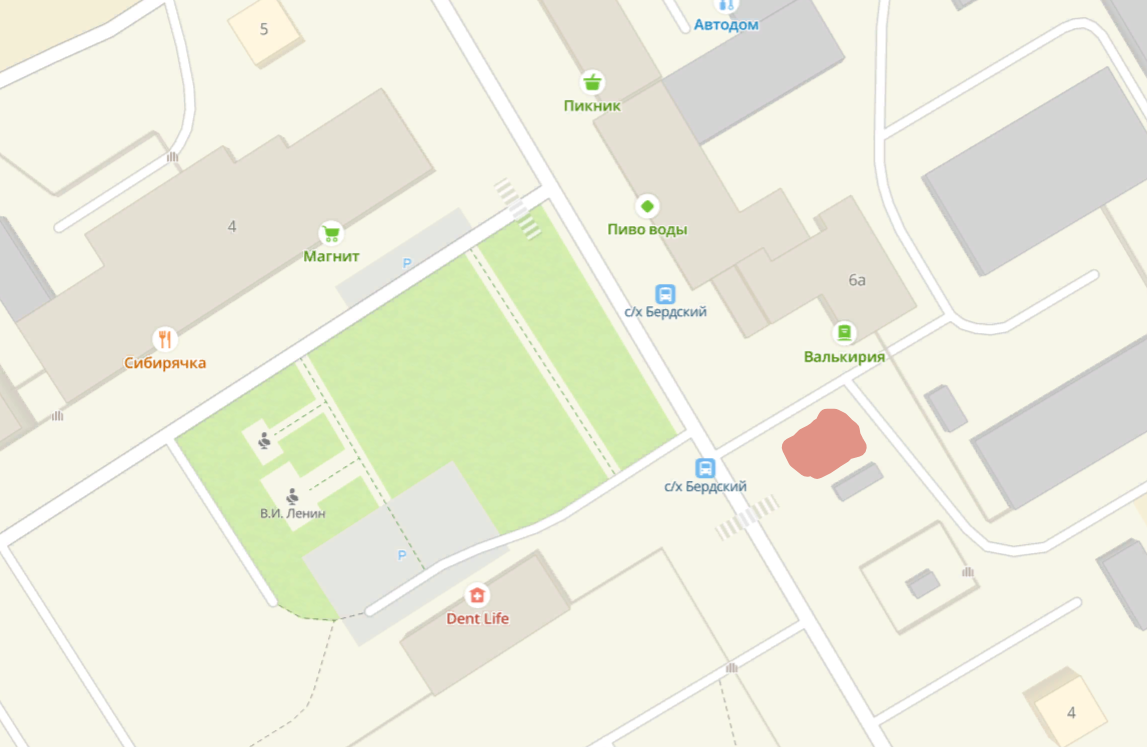 Автодом
5
Пикник
4
Пиво воды
Магнит
P
6а
с/х Бердский
Валькирия
Сибирячка
с/х Бердский
В.И. Ленин
P
Dent Life
4